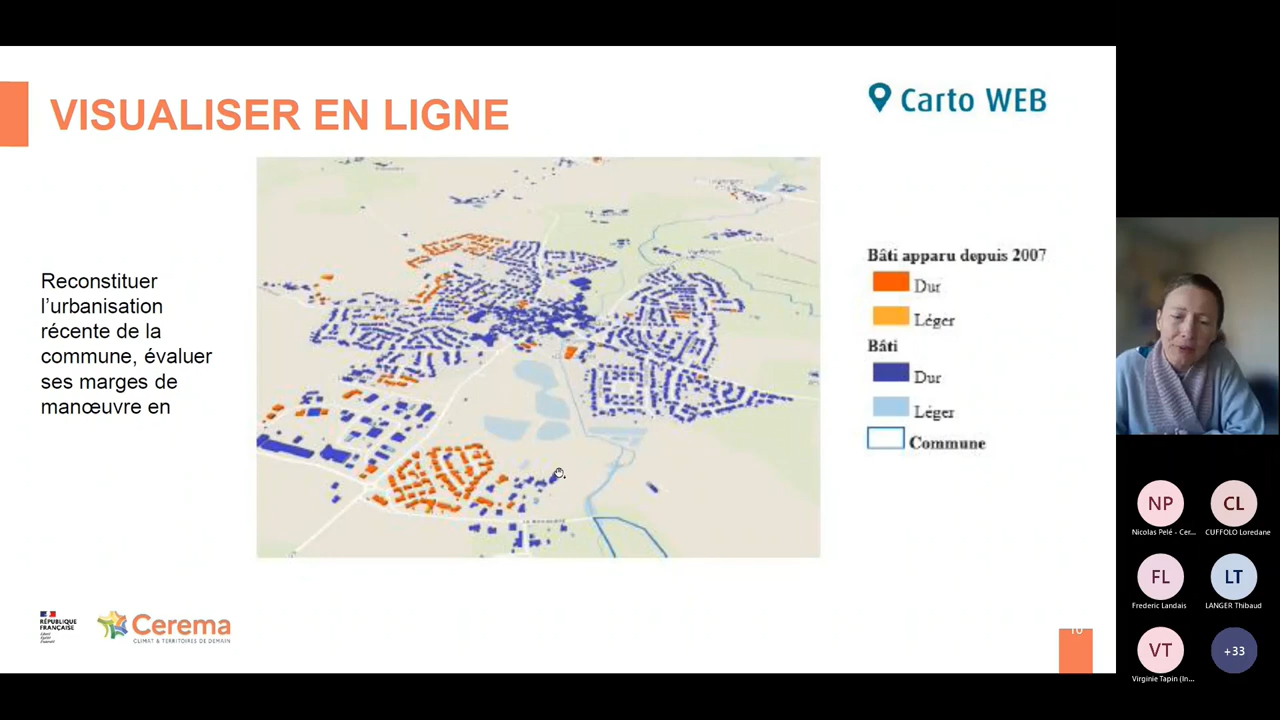 VISUALISER EN LIGNE
Carto WEB
Reconstituer
l'urbanisation
récente de la
commune, évaluer
ses marges de
manœuvre en
Bâti apparu depuis 2007
Dur
Léger
Bâti
Dur
Léger
Commune
RÉPUBLIQUE
FRANÇAISE
Cerema
CLIMAT & TERRITOIRES DE DEMAIN
NP
Nicolas Pelé - Cer...
CL
CUFFOLO Loredane
FL
Frederic Landais
LT
LANGER Thibaud
VT
Virginie Tapin (In...
+33